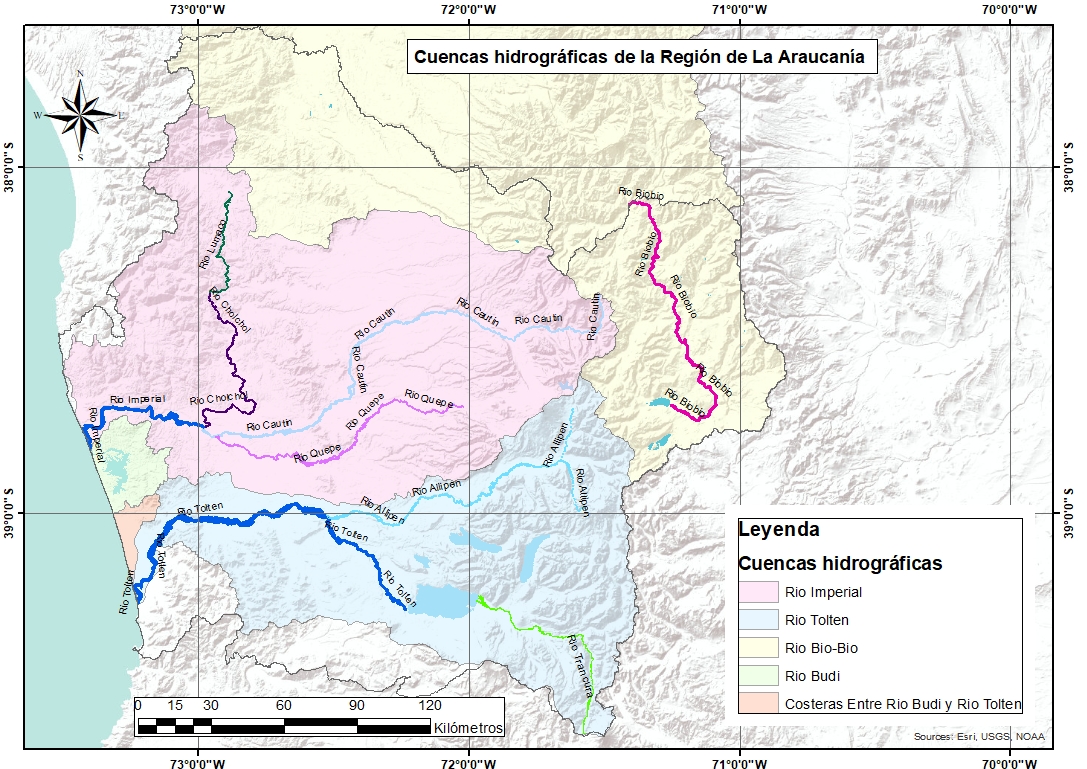 73°0'0"W
72°0'0"W
71°0'0"W
70°0'0"W
Cuencas hidrográficas de la Región de La Araucanía
N
W
E
S
38°0'0"S
38°0'0"S
Rio Biobio
Rio Biobio
Rio Biobio
Rio Biobio
Rio Biobio
Rio Lumaco
Rio Cholchol
Rio Cholchol
Rio Cautin
Rio Cautin
Rio Cautin
Rio Cautin
Rio Cautin
Rio Cautin
Rio Imperial
Rio Imperial
Rio Quepe
Rio Quepe
Rio Quepe
Rio Allipen
Rio Allipen
Rio Allipen
Rio Allipen
39°0'0"S
39°0'0"S
Rio Tolten
Rio Tolten
Rio Tolten
Rio Tolten
Rio Tolten
Rio Trancura
Leyenda
Cuencas hidrográficas
Rio Imperial
Rio Tolten
Rio Bio-Bio
Rio Budi
Costeras Entre Rio Budi y Rio Tolten
0 15 30 60 90 120
Kilómetros
Sources: Esri, USGS, NOAA
73°0'0"W
72°0'0"W
71°0'0"W
70°0'0"W